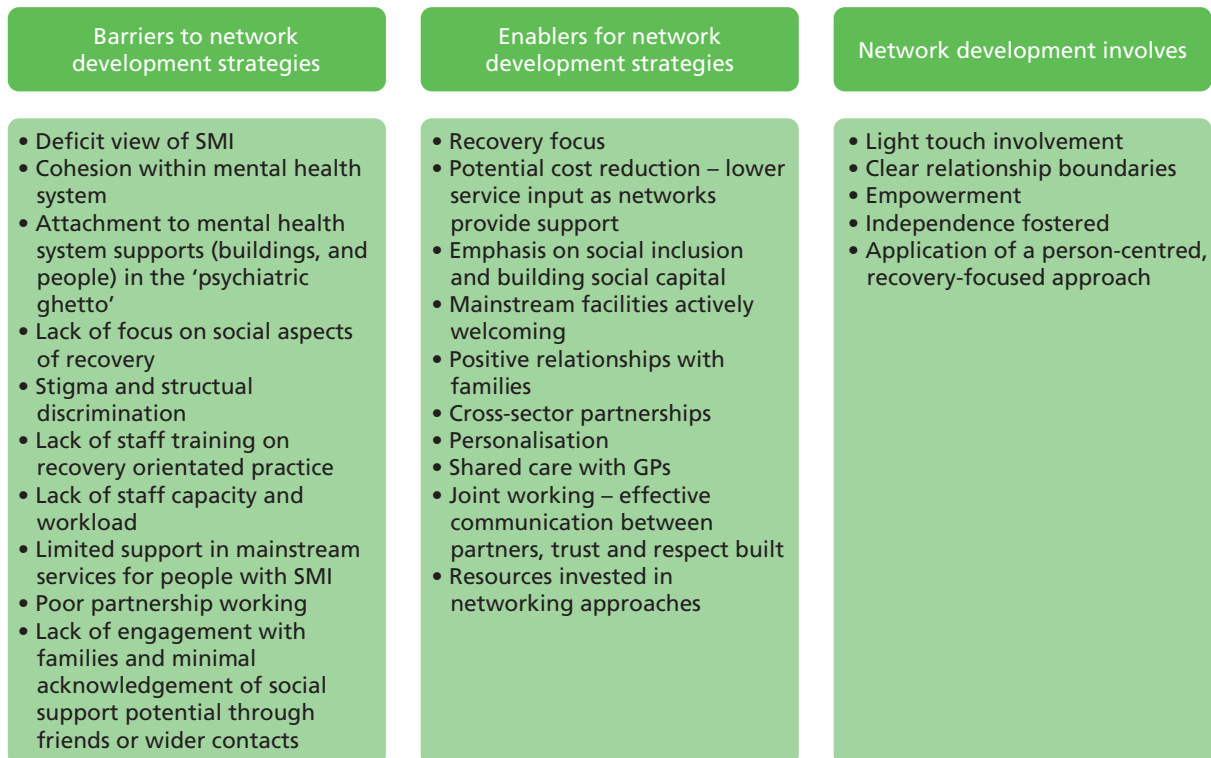 Barriers to network
development strategies
• Deficit view of SMI
• Cohesion within mental health
system
• Attachment to mental health
system supports (buildings, and
people) in the ‘psychiatric
ghetto’
• Lack of focus on social aspects
of recovery
• Stigma and structual
discrimination
• Lack of staff training on
recovery orientated practice
• Lack of staff capacity and
workload
• Limited support in mainstream
services for people with SMI
• Poor partnership working
• Lack of engagement with
families and minimal
acknowledgement of social
support potential through
friends or wider contacts
Enablers for network
development strategies
• Recovery focus
• Potential cost reduction – lower
service input as networks
provide support
• Emphasis on social inclusion
and building social capital
• Mainstream facilities actively
welcoming
• Positive relationships with
families
• Cross-sector partnerships
• Personalisation
• Shared care with GPs
• Joint working – effective
communication between
partners, trust and respect built
• Resources invested in
networking approaches
Network development involves
• Light touch involvement
• Clear relationship boundaries
• Empowerment
• Independence fostered
• Application of a person-centred,
recovery-focused approach